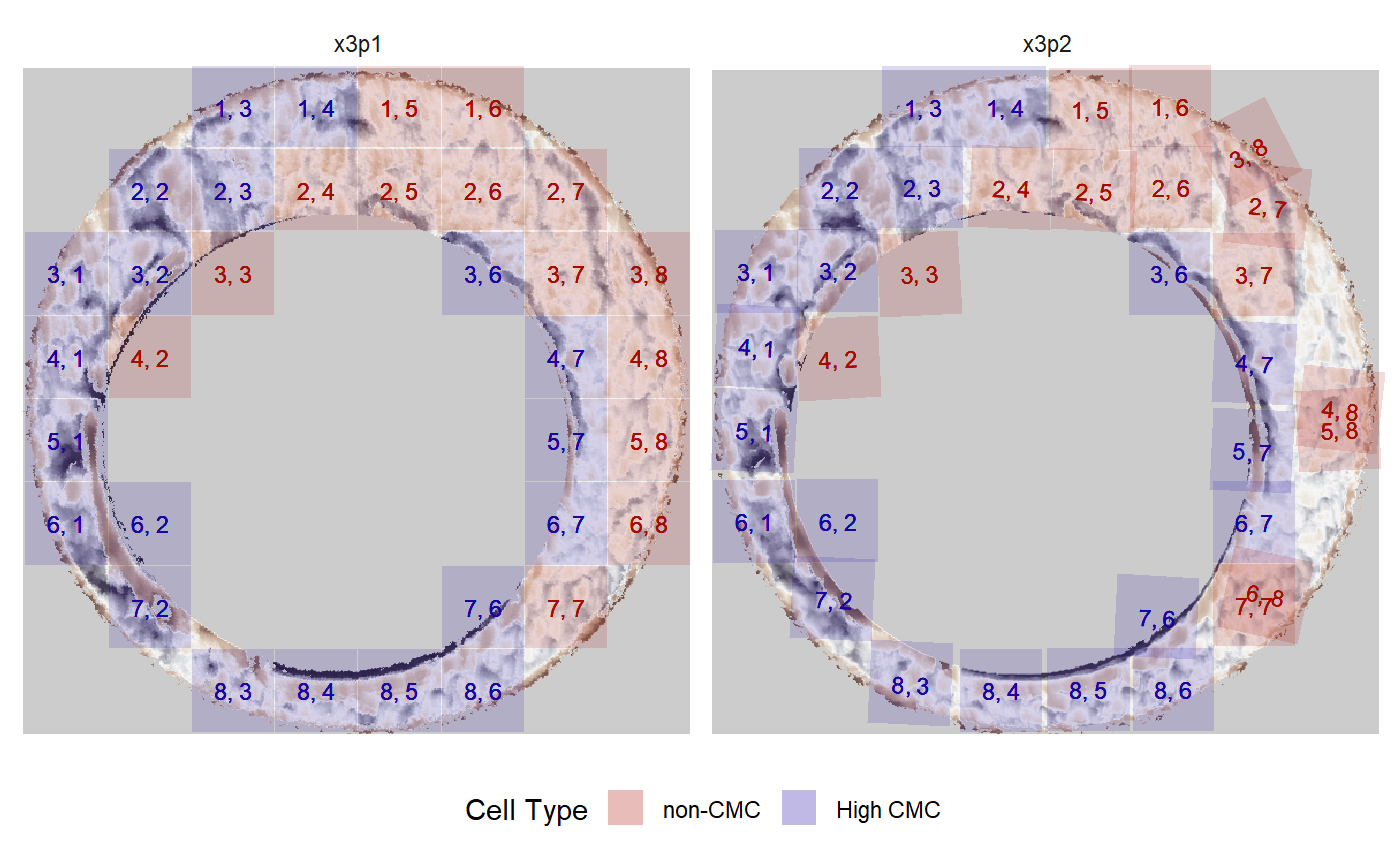 x3p1
1, 3 1, 4 1, 5 1, 6
2, 2 2, 3 2, 4 2, 5 2, 6 2, 7
3, 1 3, 2 3, 3 3, 6 3, 7 3, 8
4, 1 4, 2 4, 7 4, 8
5, 1 5, 7 5, 8
6, 1 6, 2 6, 7 6, 8
7, 2 7, 6 7, 7
8, 3 8, 4 8, 5 8, 6
x3p2
1, 3 1, 4 1, 5 1, 6
3, 8
2, 2 2, 3 2, 4 2, 5 2, 6 2, 7
3, 1 3, 2 3, 3 3, 6 3, 7
4, 1 4, 2 4, 7
4, 8
5, 1 5, 7 5, 8
6, 1 6, 2 6, 7
6, 8
7, 2 7, 6 7, 7
8, 3 8, 4 8, 5 8, 6
Cell Type non-CMC High CMC